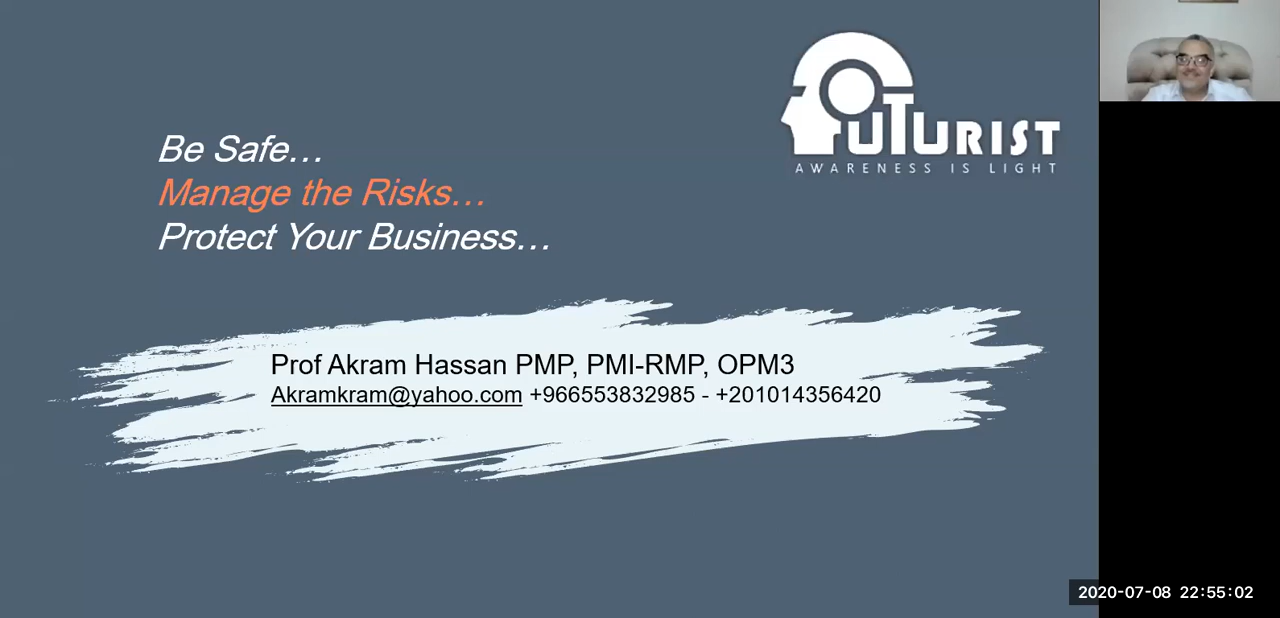 FUTURIST
AWARENESS IS LIGHT
Be Safe…
Manage the Risks…
Protect Your Business…
Prof Akram Hassan PMP, PMI-RMP, OPM3
Akramkram@yahoo.com +966553832985 - +201014356420
2020-07-08 22:55:02